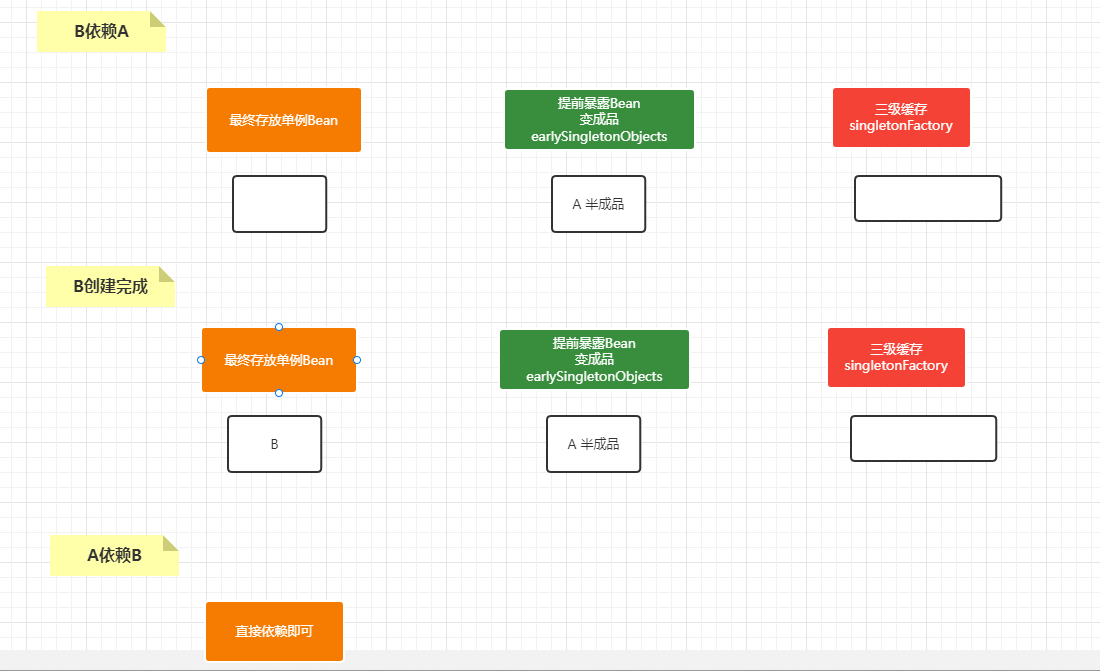 B依赖A
最终存放单例Bean
提前暴露Bean
变成品
earlySingletonObjects
三级缓存
singletonFactory
A 半成品
B创建完成
最终存放单例Bean
提前暴露Bean
变成品
earlySingletonObjects
三级缓存
singletonFactory
B
A 半成品
A依赖B
直接依赖即可